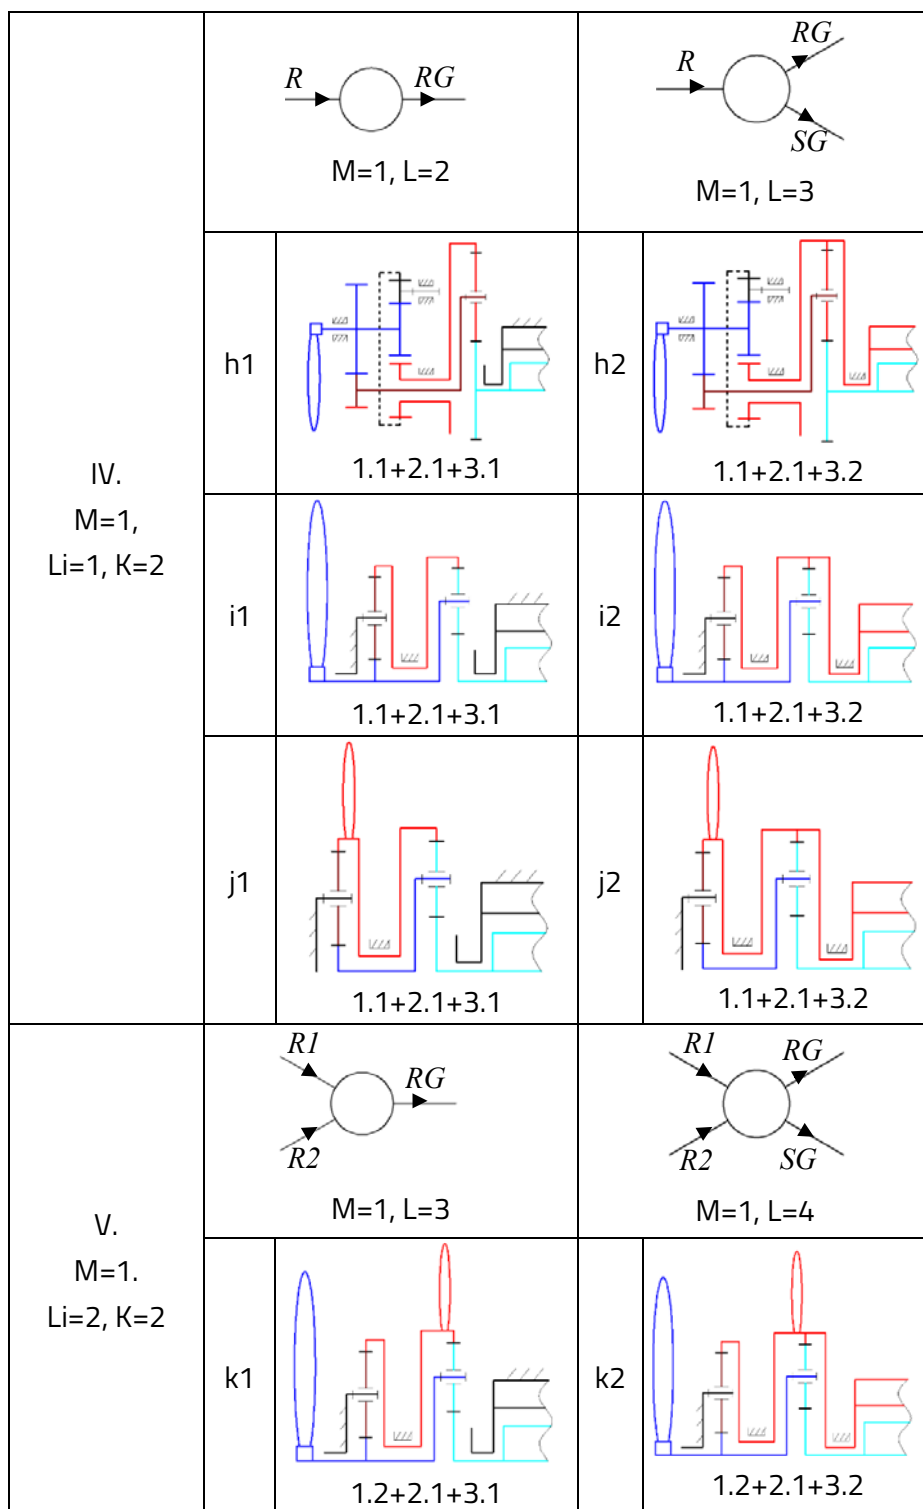 R
RG
M=1, L=2
R
RG
SG
M=1, L=3
IV.
M=1,
Li=1, K=2
h1
1.1+2.1+3.1
h2
1.1+2.1+3.2
i1
1.1+2.1+3.1
i2
1.1+2.1+3.2
j1
1.1+2.1+3.1
j2
1.1+2.1+3.2
V.
M=1.
Li=2, K=2
R1
RG
R2
M=1, L=3
R1
RG
R2
SG
M=1, L=4
k1
1.2+2.1+3.1
k2
1.2+2.1+3.2